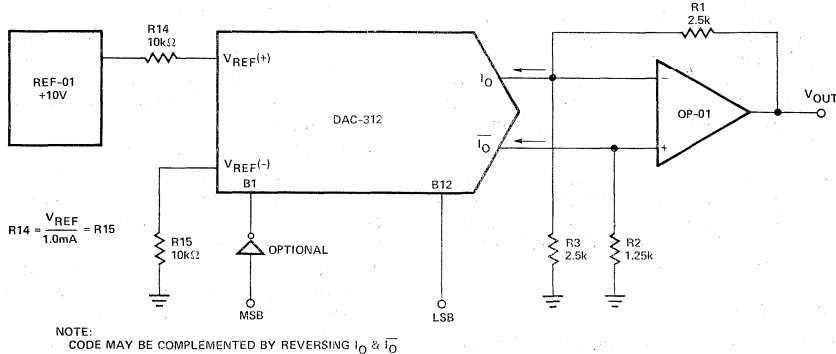 R1
2.5k
R14
10kΩ
REF-01
+10V
VREF(+)
IO
−
VOUT
DAC-312
OP-01
IO
+
VREF(-)
B1
B12
R14 = VREF / 1.0mA = R15
R15
10kΩ
OPTIONAL
R3
2.5k
R2
1.25k
MSB
LSB
NOTE:
CODE MAY BE COMPLEMENTED BY REVERSING IO & IO